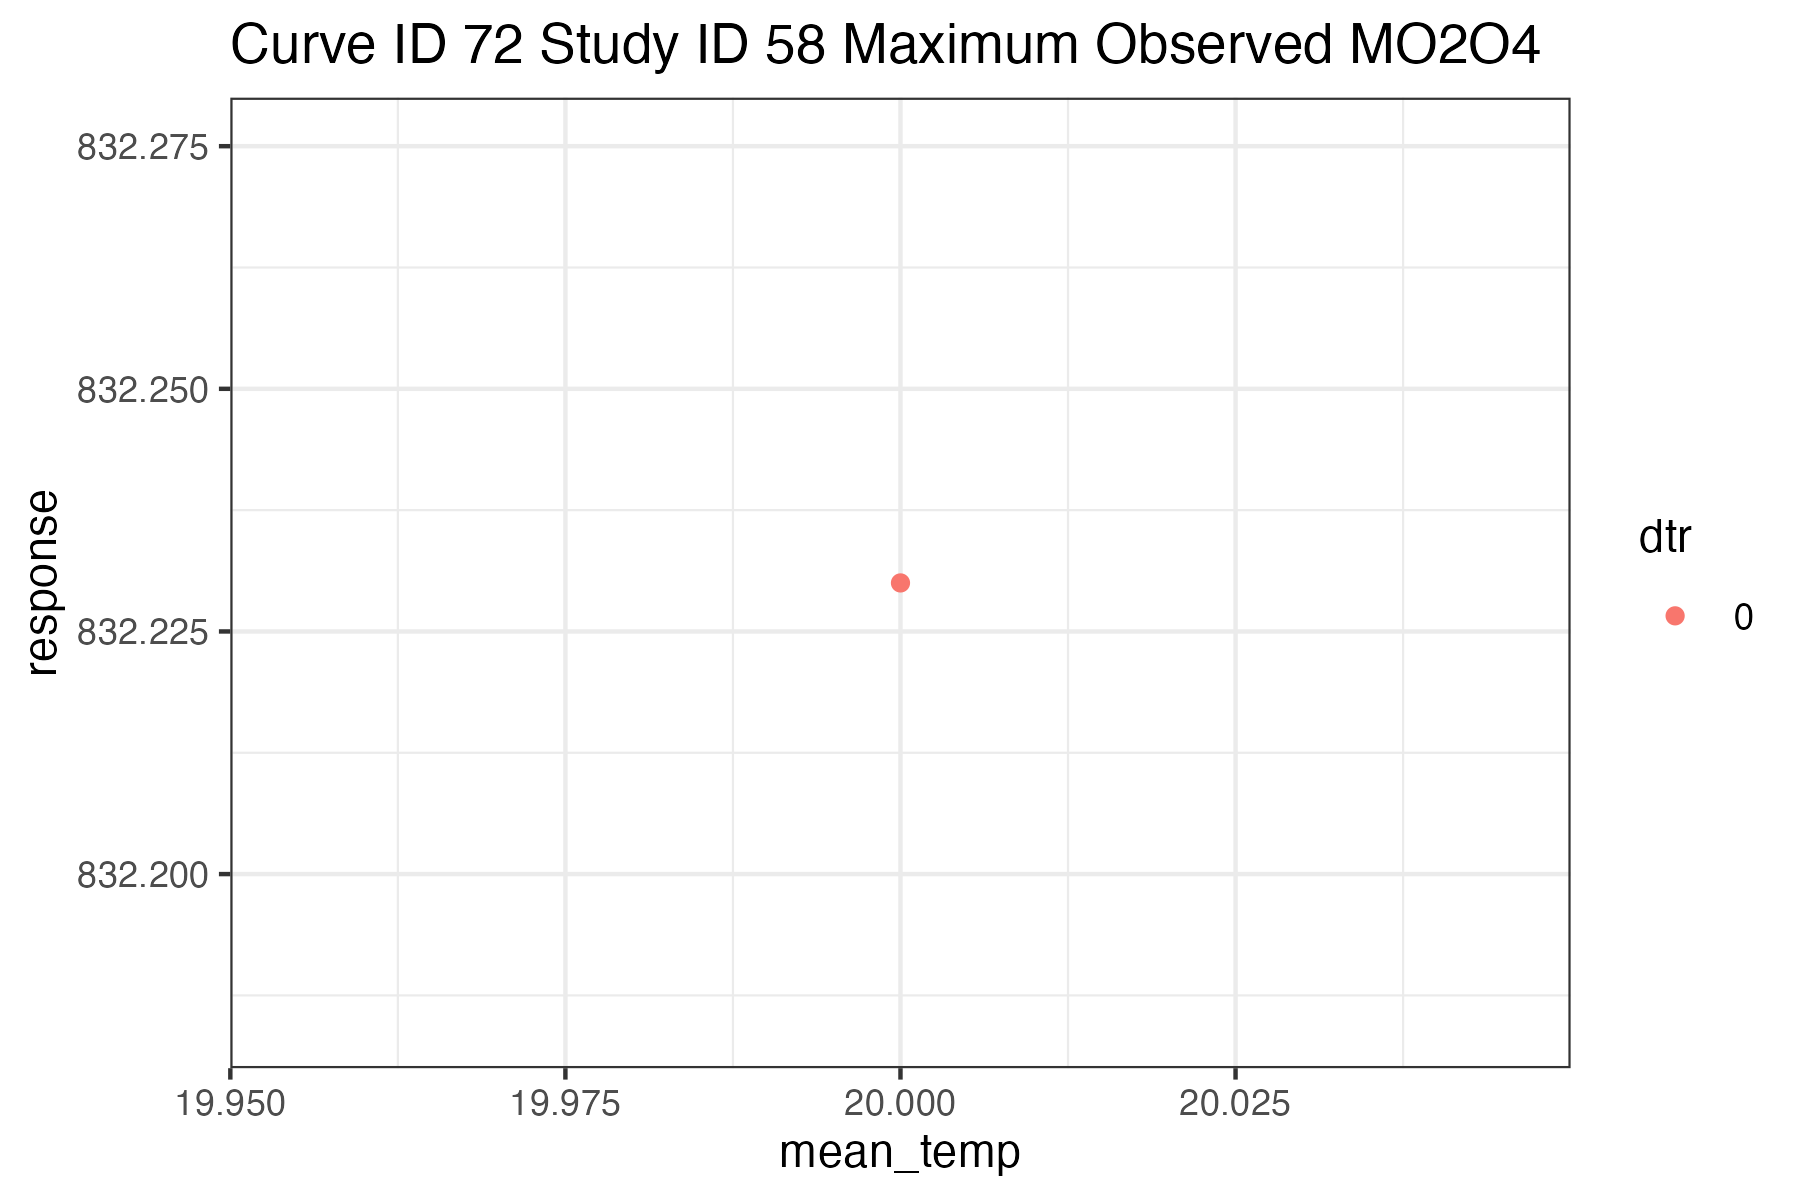 Curve ID 72 Study ID 58 Maximum Observed MO2O4
832.275
832.250
832.225
832.200
response
19.950 19.975 20.000 20.025
mean_temp
dtr
0